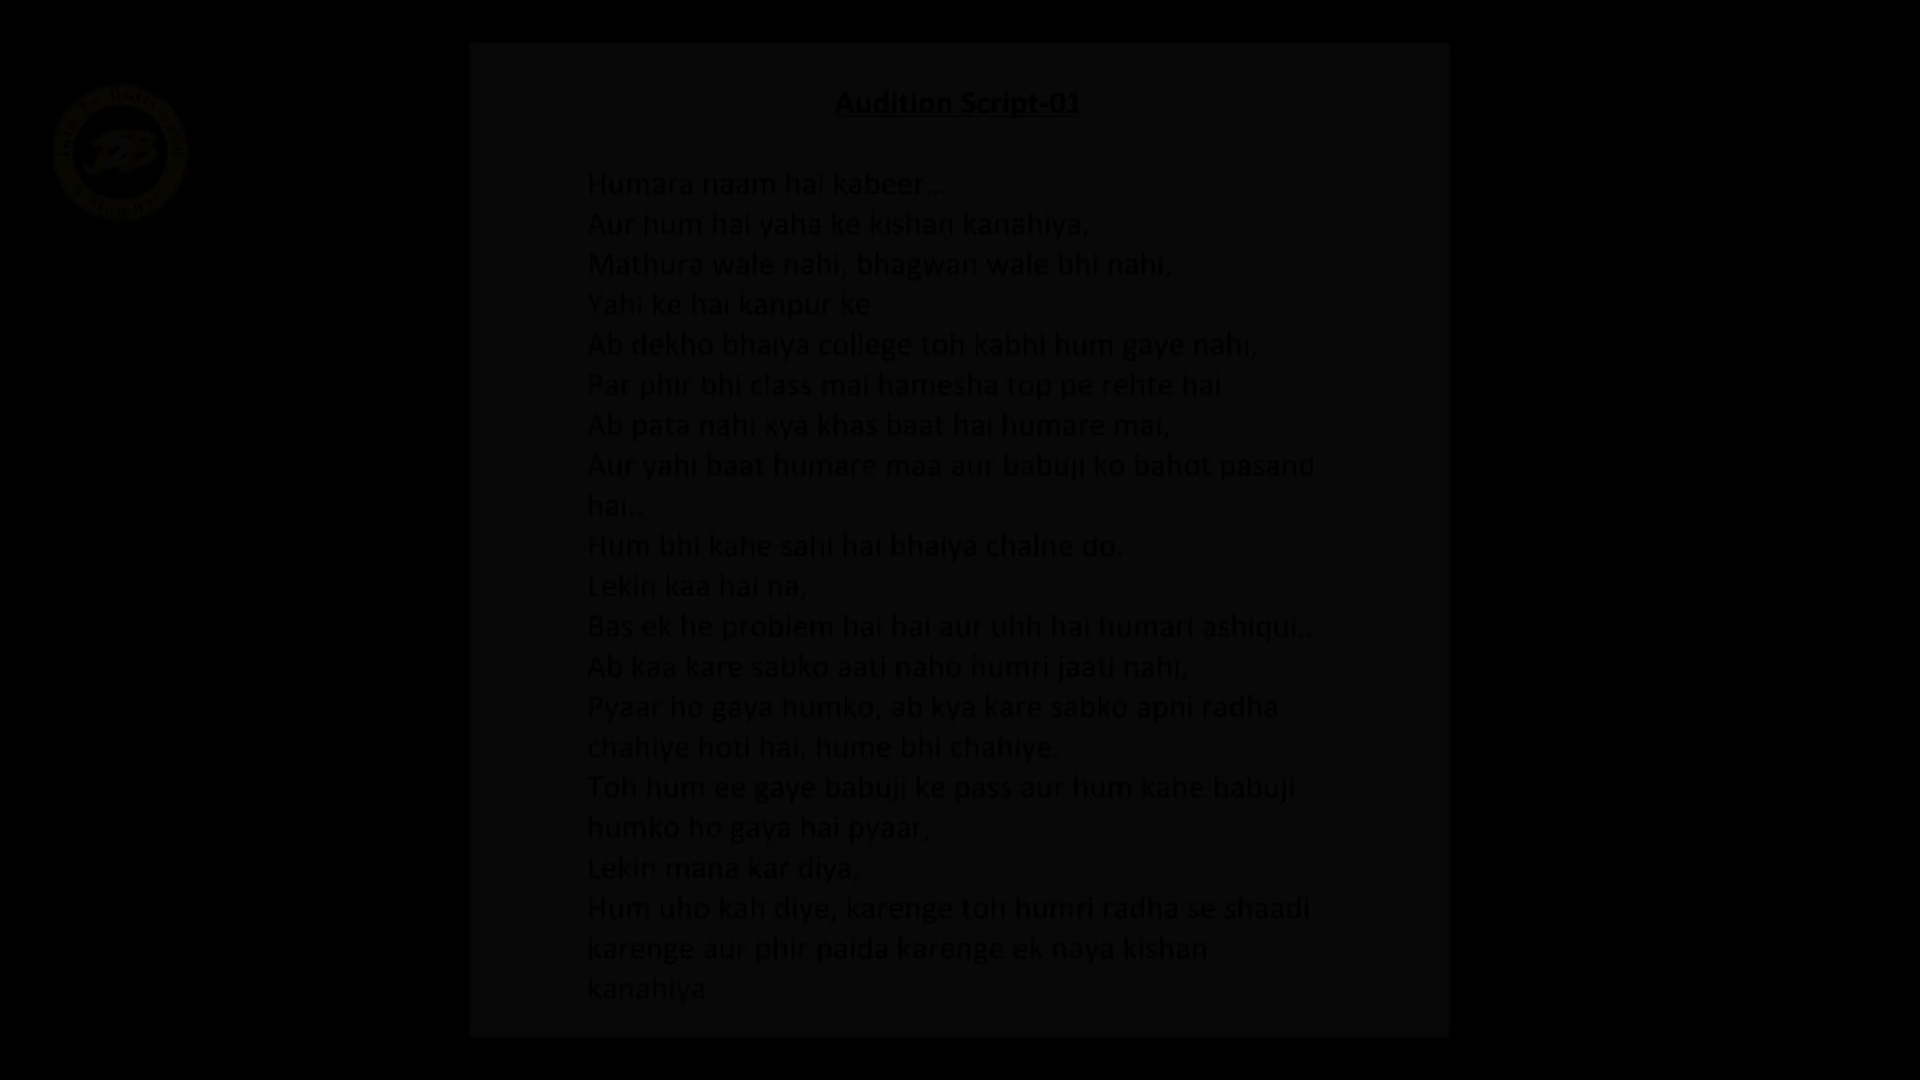 Audition Script-01
Humara naam hai kabeer...
Aur hum hai yaha ke kishan kanahiya,
Mathura wale nahi, bhagwan wale bhi nahi,
Yahi ke hai kanpur ke.
Ab dekho bhaiya college toh kabhi hum gaye nahi,
Par phir bhi class mai hamesha top pe rehte hai
Ab pata nahi kya khas baat hai humare mai,
Aur yahi baat humare maa aur babuji ko bahot pasand
hai..
Hum bhi kahe sahi hai bhaiya chalne do.
Lekin kaa hai na,
Bas ek he problem hai hai aur uhh hai humari ashiqui...
Ab kaa kare sabko aati naho humri jaati nahi,
Pyaar ho gaya humko, ab kya kare sabko apni radha
chahiye hoti hai, hume bhi chahiye.
Toh hum ee gaye babuji ke pass aur hum kahe babuji
humko ho gaya hai pyaar,
Lekin mana kar diya,
Hum uho kah diye, karenge toh humri radha se shaadi
karenge aur phir paida karenge ek naya kishan
kanahiya